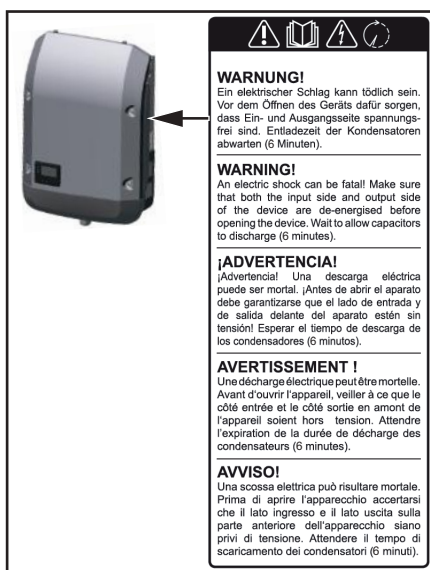 WARNUNG!
Ein elektrischer Schlag kann tödlich sein.
Vor dem Öffnen des Geräts dafür sorgen,
dass Ein- und Ausgangsseite spannungs-
frei sind. Entladezeit der Kondensatoren
abwarten (6 Minuten).
WARNING!
An electric shock can be fatal! Make sure
that both the input side and output side
of the device are de-energised before
opening the device. Wait to allow capacitors
to discharge (6 minutes).
¡ADVERTENCIA!
¡Advertencia! Una descarga eléctrica
puede ser mortal. ¡Antes de abrir el aparato
debe garantizarse que el lado de entrada y
de salida delante del aparato estén sin
tensión! Esperar el tiempo de descarga de
los condensadores (6 minutos).
AVERTISSEMENT !
Une décharge électrique peut être mortelle.
Avant d'ouvrir l'appareil, veiller à ce que le
côté entrée et le côté sortie en amont de
l'appareil soient hors tension. Attendre
l'expiration de la durée de décharge des
condensateurs (6 minutes).
AVVISO!
Una scossa elettrica può risultare mortale.
Prima di aprire l'apparecchio accertarsi
che il lato ingresso e il lato uscita sulla
parte anteriore dell'apparecchio siano
privi di tensione. Attendere il tempo di
scaricamento dei condensatori (6 minuti).